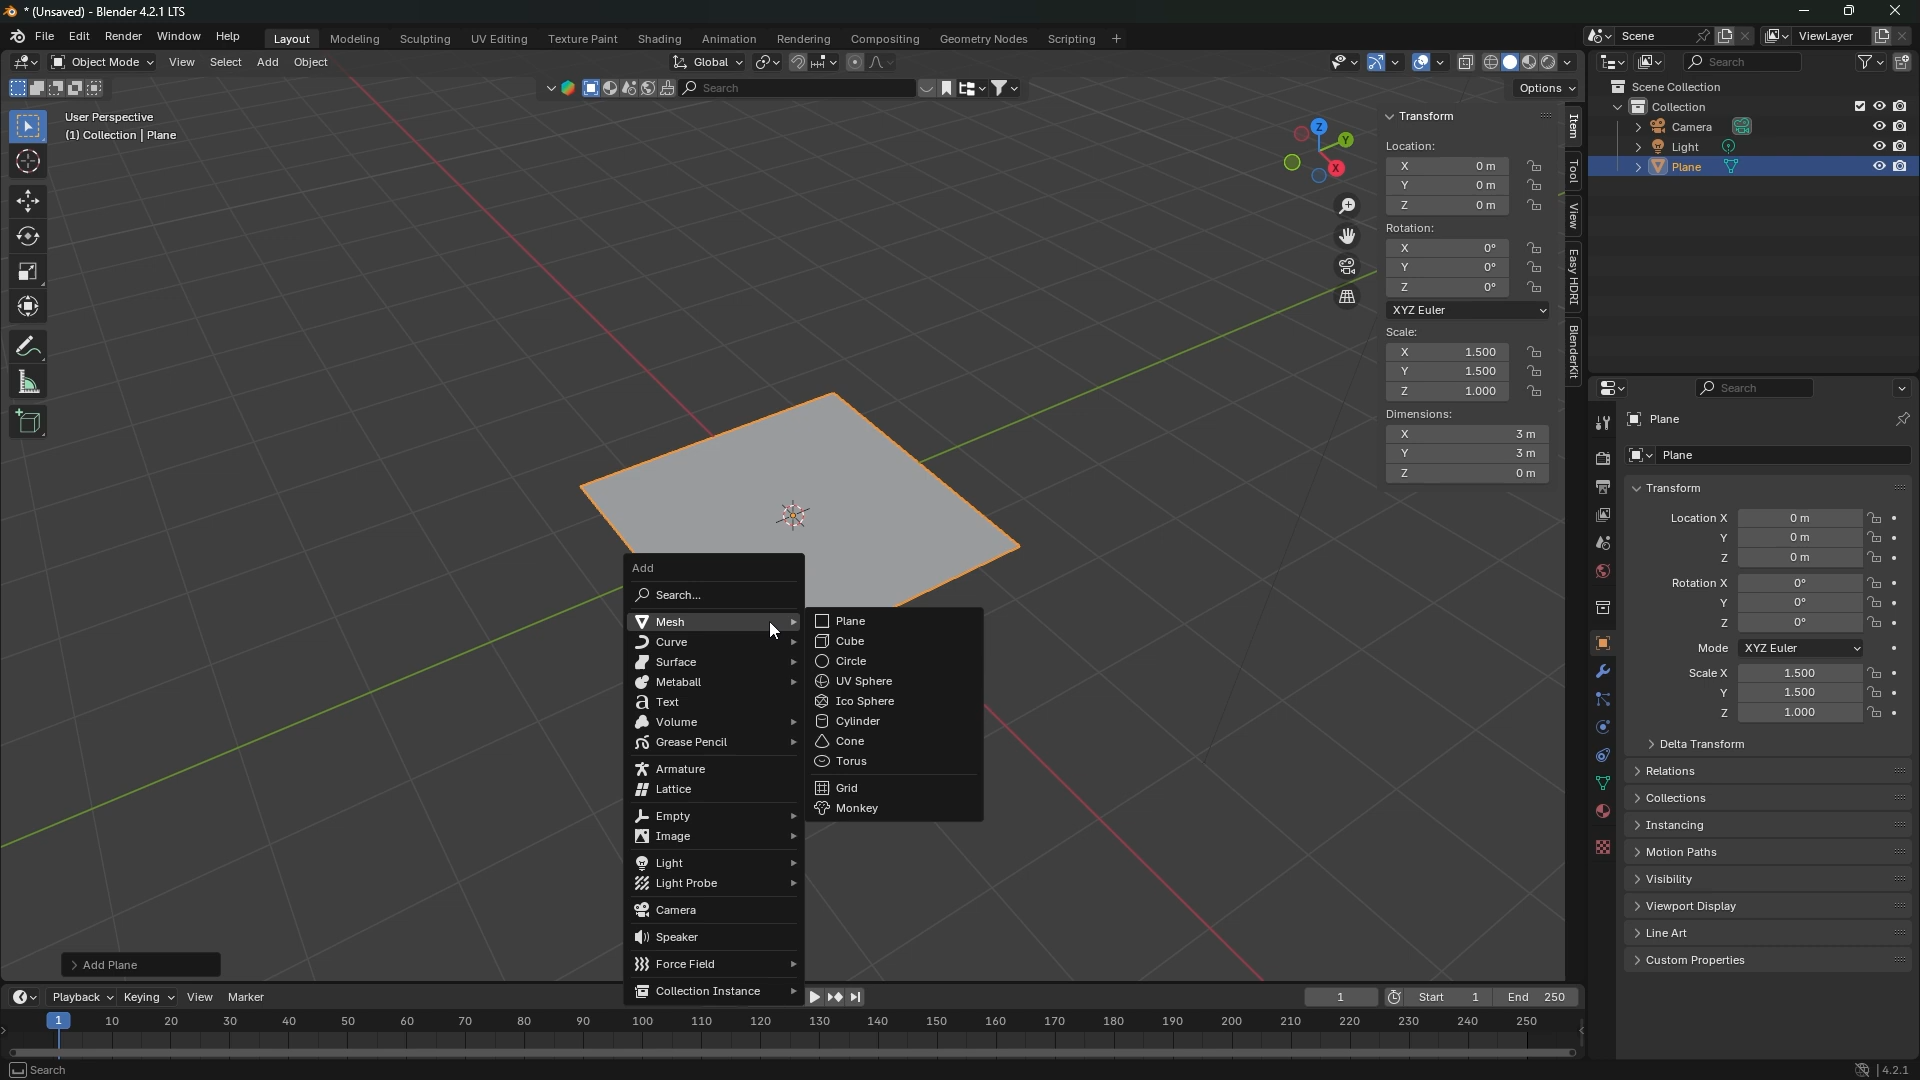 * (Unsaved) - Blender 4.2.1 LTS
File Edit Render Window Help Layout Modeling Sculpting UV Editing Texture Paint Shading Animation Rendering Compositing Geometry Nodes Scripting + Scene ViewLayer
Object Mode View Select Add Object Global Search
Search Options
User Perspective
(1) Collection | Plane
Z
Y
X
Transform
Location:
X 0 m
Y 0 m
Z 0 m
Rotation:
X 0°
Y 0°
Z 0°
XYZ Euler
Scale:
X 1.500
Y 1.500
Z 1.000
Dimensions:
X 3 m
Y 3 m
Z 0 m
Item
Tool
View
Easy HDRI
BlenderKit
Scene Collection
Collection
Camera
Light
Plane
Search
Plane
Plane
Transform
Location X 0 m
Y 0 m
Z 0 m
Rotation X 0°
Y 0°
Z 0°
Mode XYZ Euler
Scale X 1.500
Y 1.500
Z 1.000
Delta Transform
Relations
Collections
Instancing
Motion Paths
Visibility
Viewport Display
Line Art
Custom Properties
Add
Search...
Mesh
Curve
Surface
Metaball
Text
Volume
Grease Pencil
Armature
Lattice
Empty
Image
Light
Light Probe
Camera
Speaker
Force Field
Collection Instance
Plane
Cube
Circle
UV Sphere
Ico Sphere
Cylinder
Cone
Torus
Grid
Monkey
Add Plane
Playback Keying View Marker 1 Start 1 End 250
1 10 20 30 40 50 60 70 80 90 100 110 120 130 140 150 160 170 180 190 200 210 220 230 240 250
Search 4.2.1